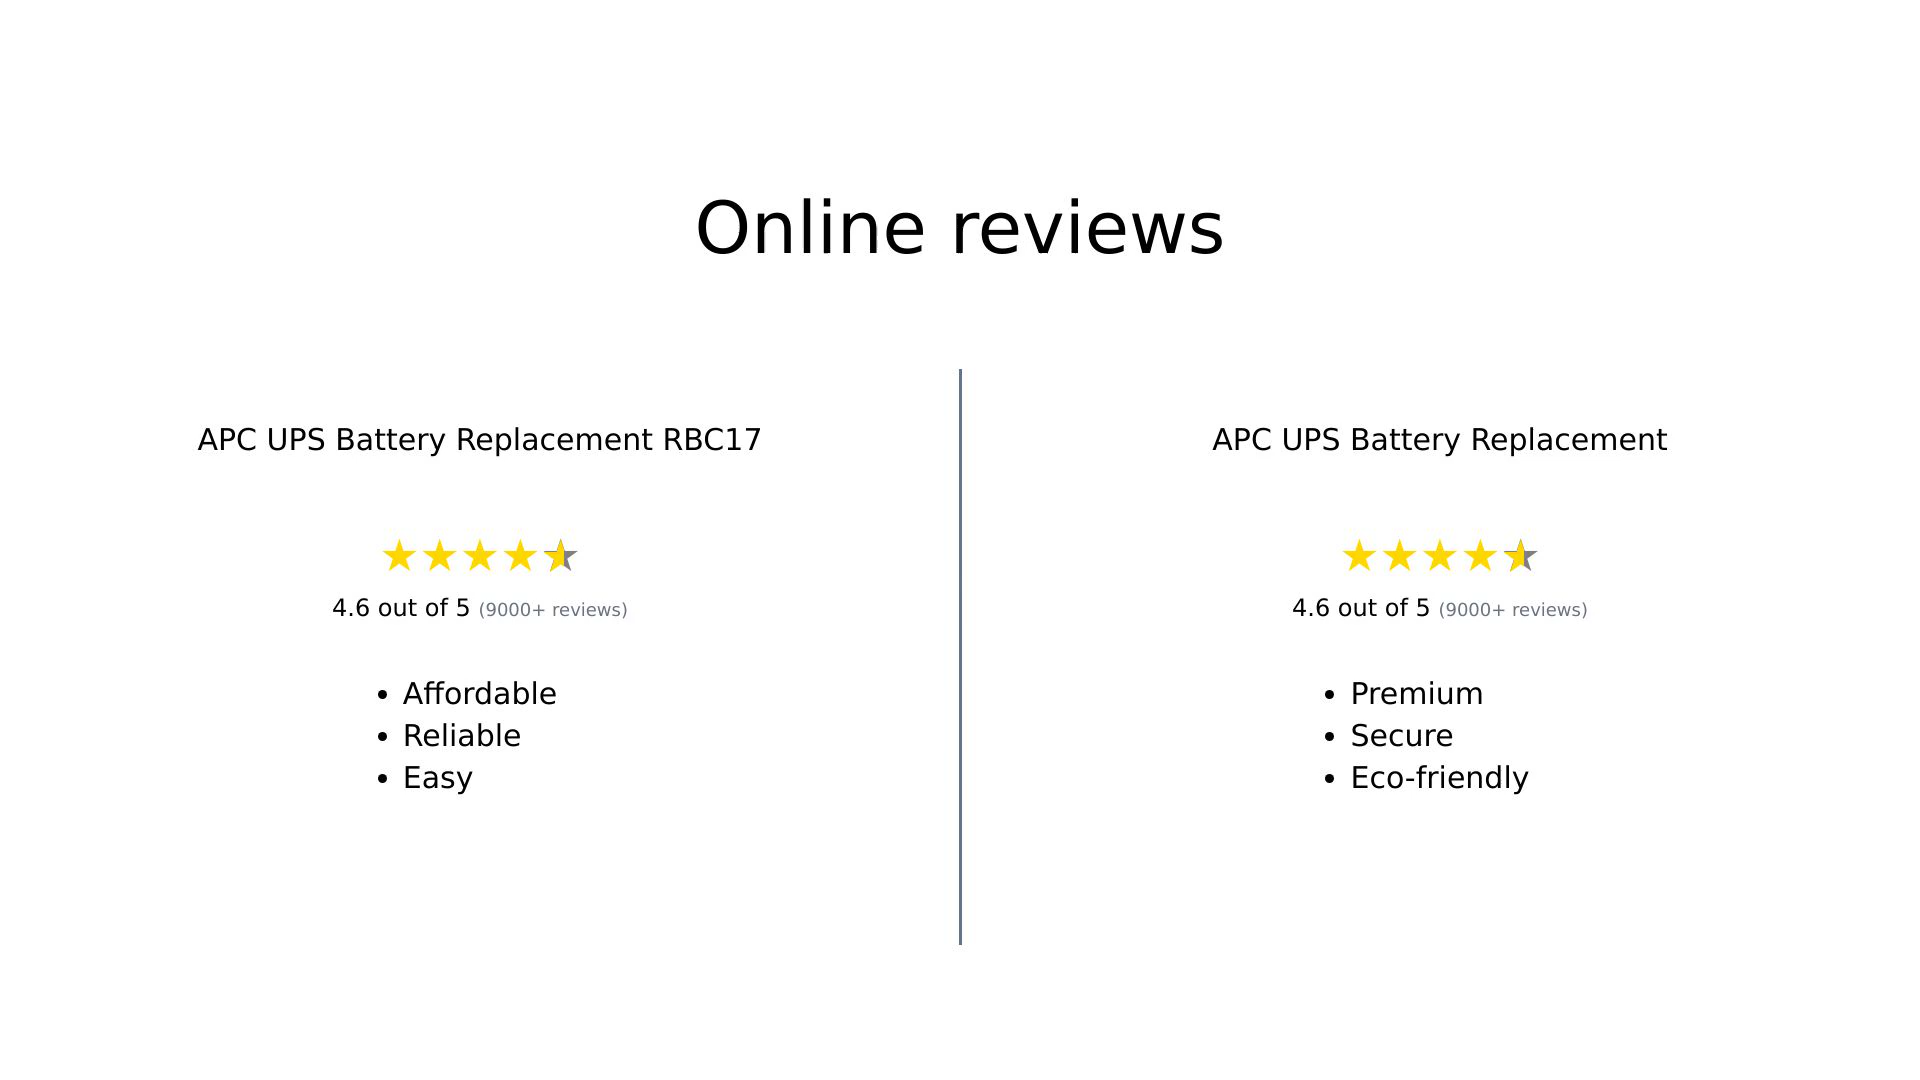 Online reviews
APC UPS Battery Replacement RBC17
4.6 out of 5 (9000+ reviews)
• Affordable
• Reliable
• Easy
APC UPS Battery Replacement
4.6 out of 5 (9000+ reviews)
• Premium
• Secure
• Eco-friendly